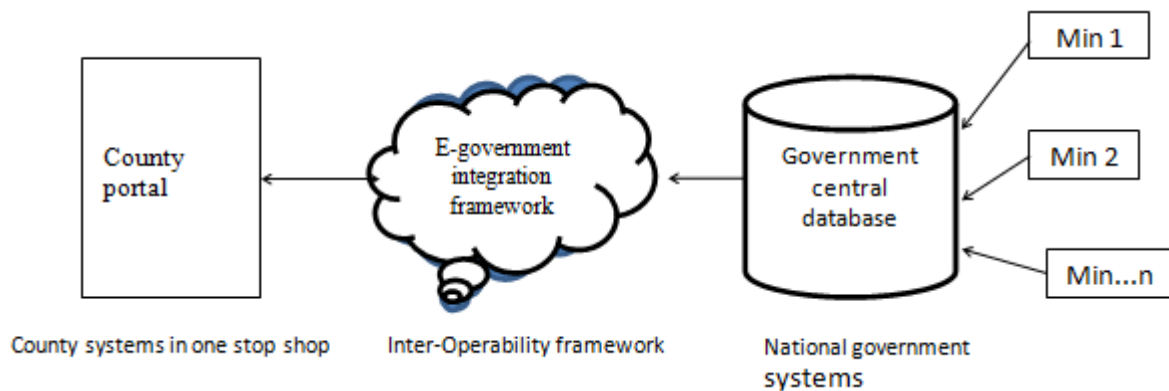 County
portal
E-government
integration
framework
Government
central
database
Min 1
Min 2
Min...n
County systems in one stop shop
Inter-Operability framework
National government
systems